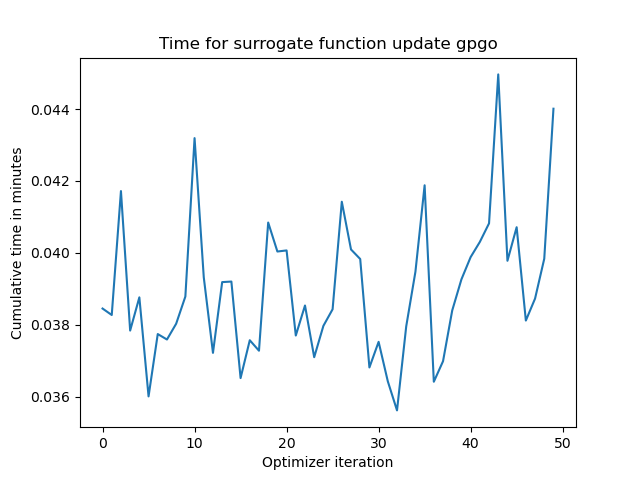 Time for surrogate function update gpgo
Cumulative time in minutes
0.044
0.042
0.040
0.038
0.036
0 10 20 30 40 50
Optimizer iteration